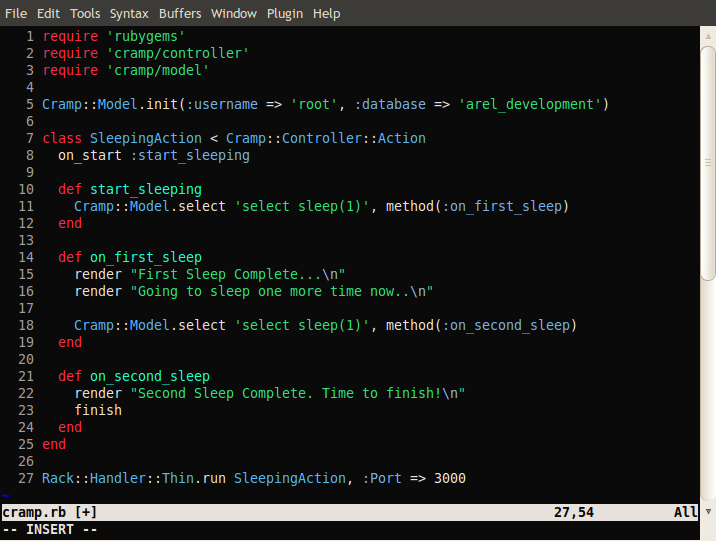 File Edit Tools Syntax Buffers Window Plugin Help
1 require 'rubygems'
2 require 'cramp/controller'
3 require 'cramp/model'
4
5 Cramp::Model.init(:username => 'root', :database => 'arel_development')
6
7 class SleepingAction < Cramp::Controller::Action
8   on_start :start_sleeping
9
10   def start_sleeping
11     Cramp::Model.select 'select sleep(1)', method(:on_first_sleep)
12   end
13
14   def on_first_sleep
15     render "First Sleep Complete...\n"
16     render "Going to sleep one more time now..\n"
17
18     Cramp::Model.select 'select sleep(1)', method(:on_second_sleep)
19   end
20
21   def on_second_sleep
22     render "Second Sleep Complete. Time to finish!\n"
23     finish
24   end
25 end
26
27 Rack::Handler::Thin.run SleepingAction, :Port => 3000
~
cramp.rb [+] 27,54 All
-- INSERT --